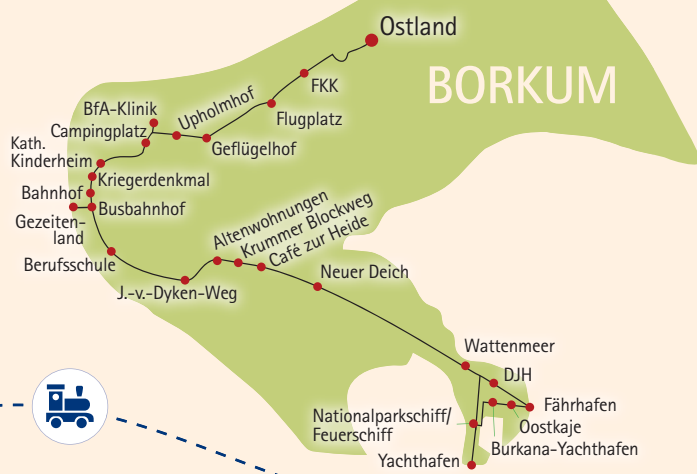 Ostland
BORKUM
FKK
Flugplatz
Upholmhof
Geflügelhof
BfA-Klinik
Campingplatz
Kath.
Kinderheim
Kriegerdenkmal
Bahnhof
Busbahnhof
Gezeiten-
land
Berufsschule
J.-v.-Dyken-Weg
Altenwohnungen
Krummer Blockweg
Café zur Heide
Neuer Deich
Wattenmeer
DJH
Fährhafen
Oostkaje
Burkana-Yachthafen
Nationalparkschiff/
Feuerschiff
Yachthafen